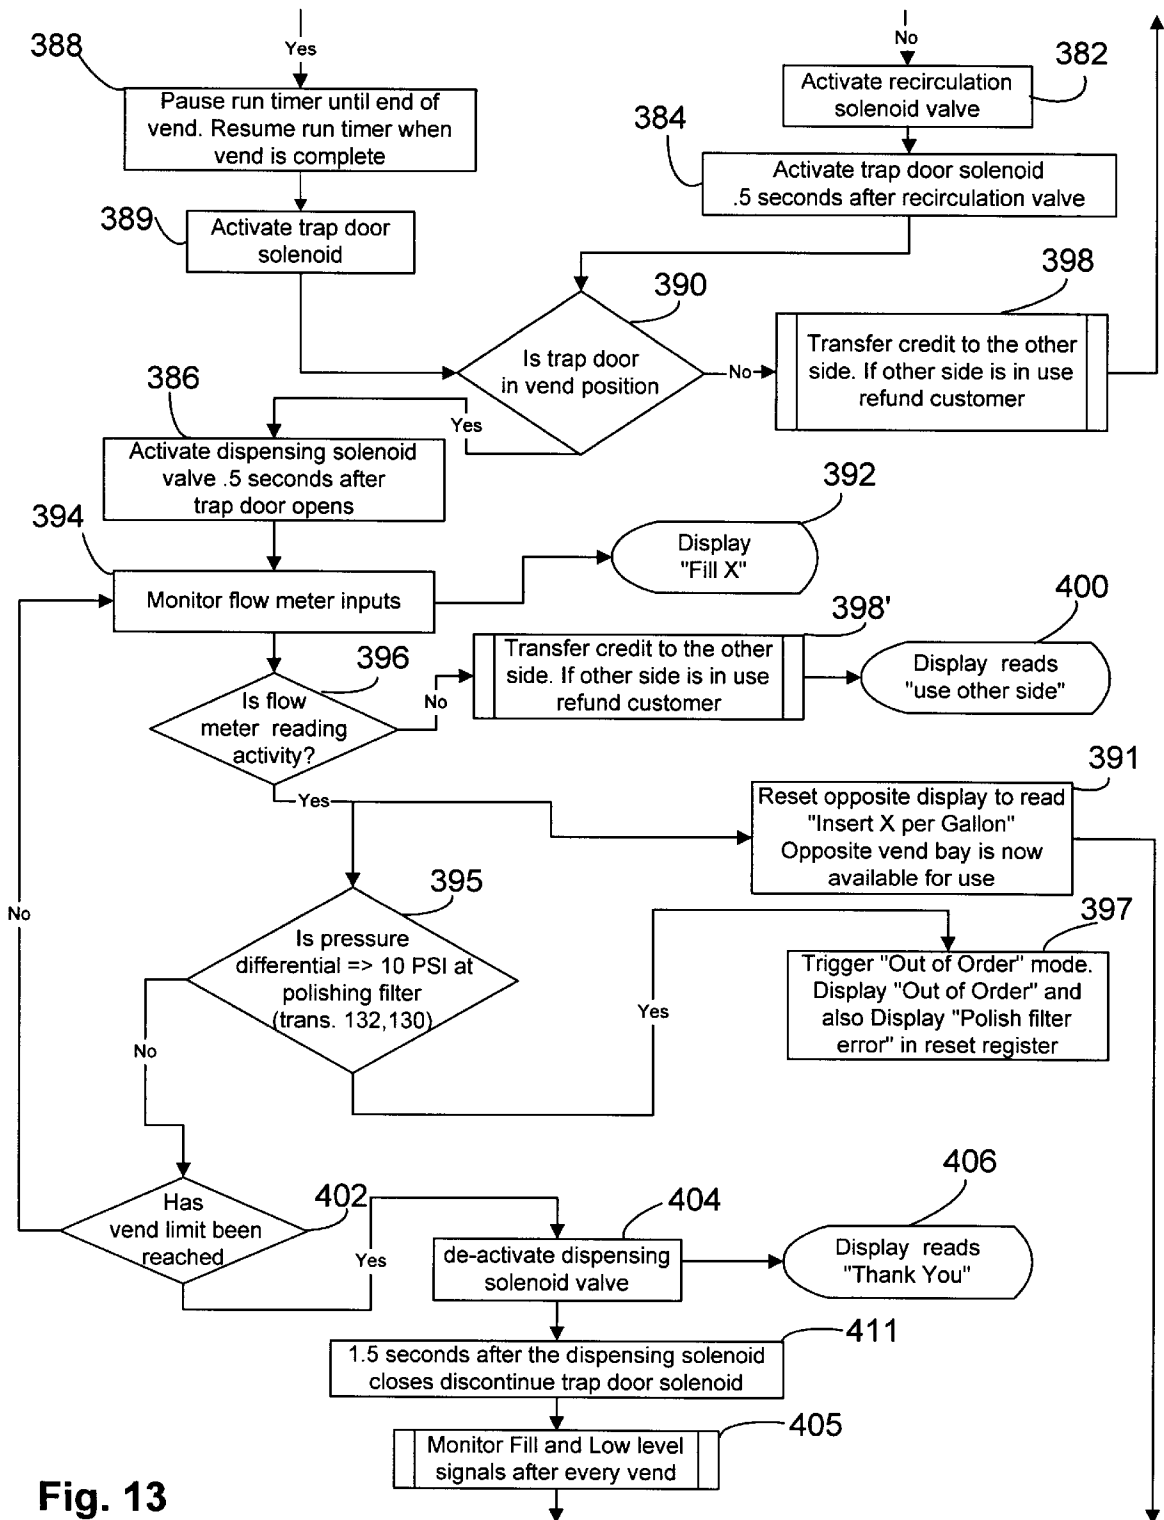 Yes
388
Pause run timer until end of
vend. Resume run timer when
vend is complete
389
Activate trap door
solenoid
No
382
Activate recirculation
solenoid valve
384
Activate trap door solenoid
.5 seconds after recirculation valve
390
Is trap door
in vend position
No
398
Transfer credit to the other
side. If other side is in use
refund customer
Yes
386
Activate dispensing solenoid
valve .5 seconds after
trap door opens
392
Display
"Fill X"
394
Monitor flow meter inputs
396
Is flow
meter reading
activity?
No
398'
Transfer credit to the other
side. If other side is in use
refund customer
400
Display reads
"use other side"
Yes
391
Reset opposite display to read
"Insert X per Gallon"
Opposite vend bay is now
available for use
395
Is pressure
differential => 10 PSI at
polishing filter
(trans. 132,130)
Yes
397
Trigger "Out of Order" mode.
Display "Out of Order" and
also Display "Polish filter
error" in reset register
No
No
402
Has
vend limit been
reached
Yes
404
de-activate dispensing
solenoid valve
406
Display reads
"Thank You"
411
1.5 seconds after the dispensing solenoid
closes discontinue trap door solenoid
405
Monitor Fill and Low level
signals after every vend
Fig. 13